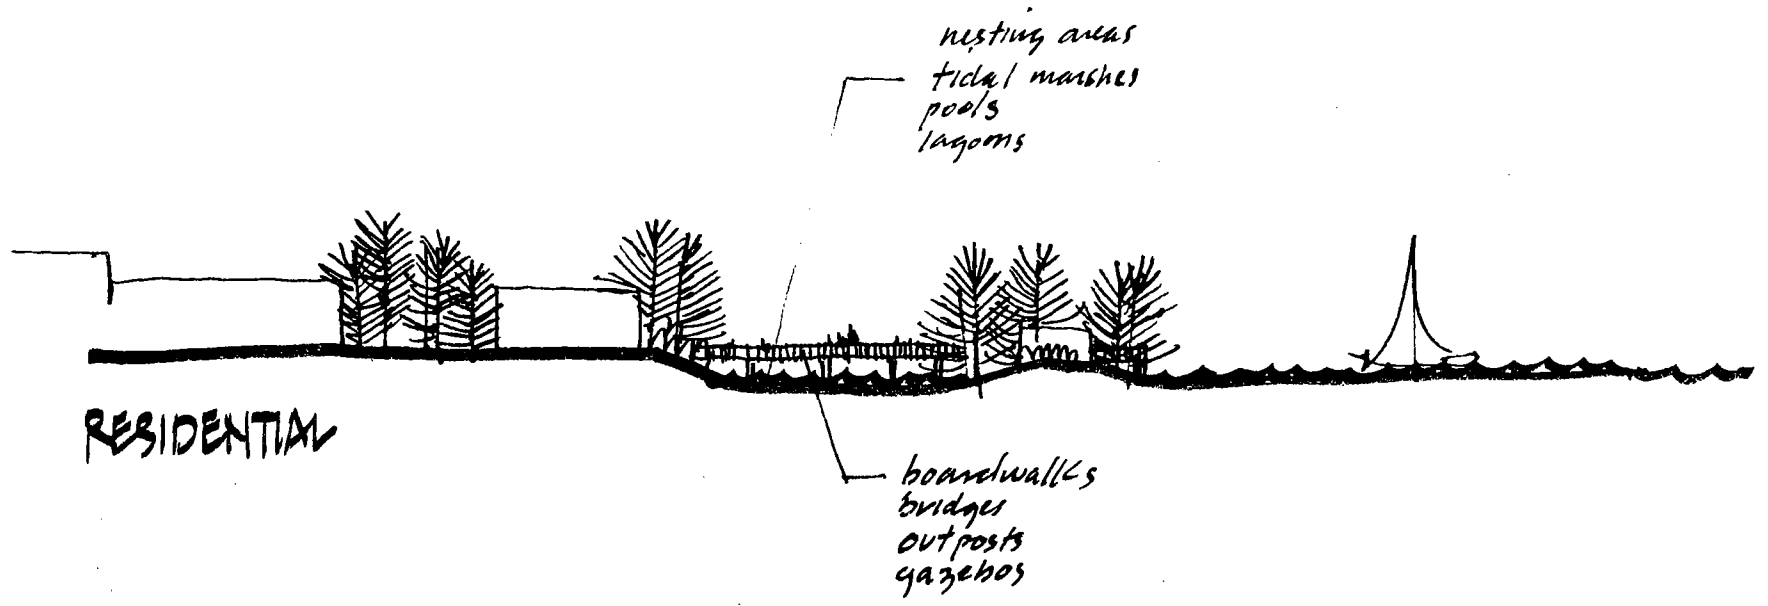 nesting areas
tidal marshes
pools
lagoons
RESIDENTIAL
boardwalks
bridges
outposts
gazebos